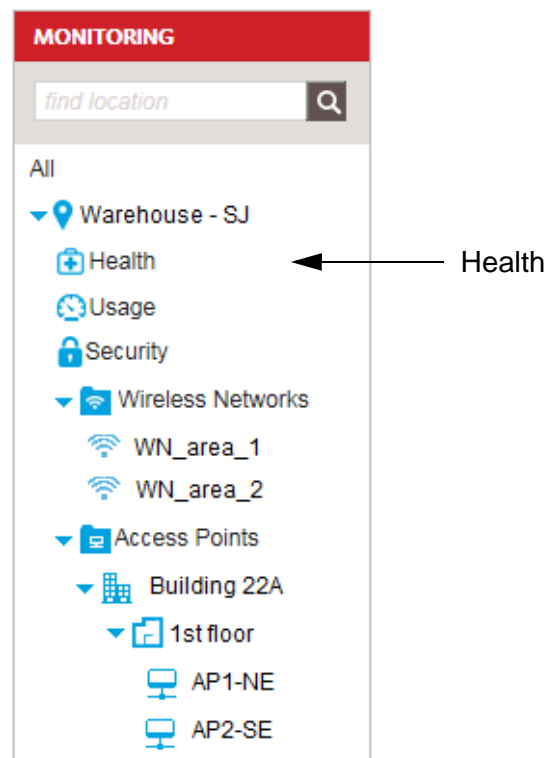 MONITORING
find location
All
Warehouse - SJ
Health
Health
Usage
Security
Wireless Networks
WN_area_1
WN_area_2
Access Points
Building 22A
1st floor
AP1-NE
AP2-SE